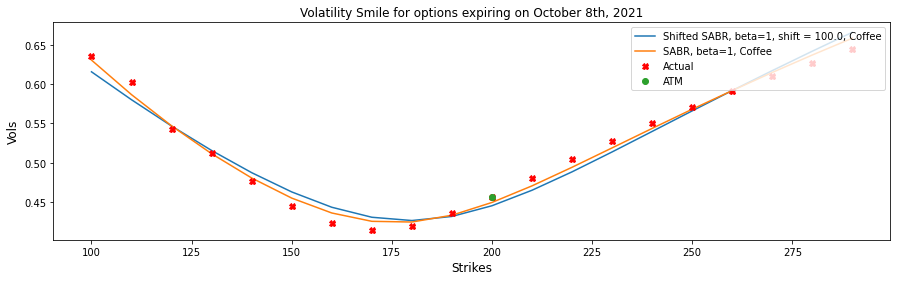 Volatility Smile for options expiring on October 8th, 2021
Shifted SABR, beta=1, shift = 100.0, Coffee
SABR, beta=1, Coffee
Actual
ATM
Vols
0.65
0.60
0.55
0.50
0.45
100
125
150
175
200
225
250
275
Strikes